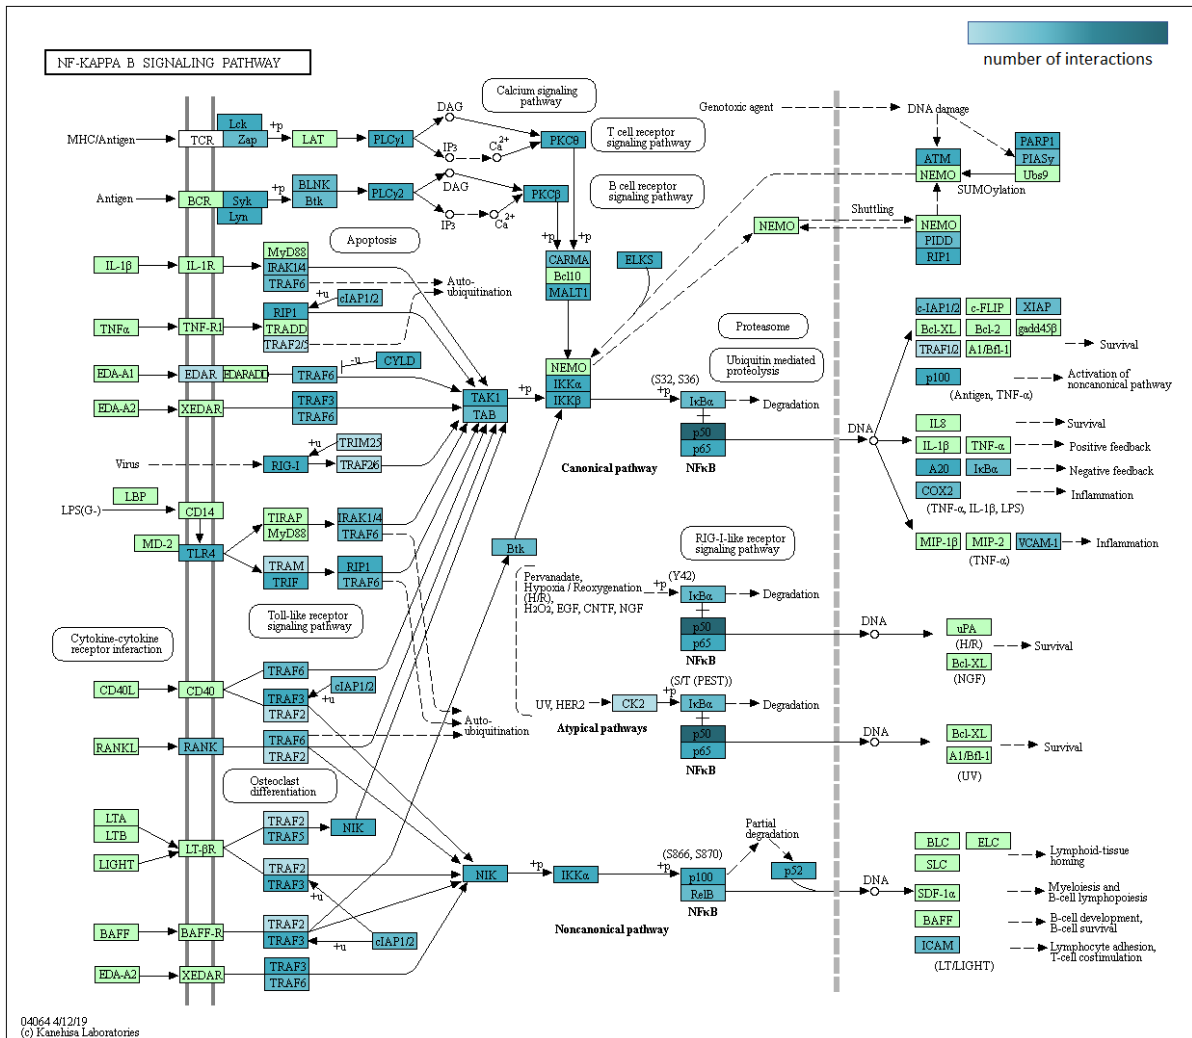 number of interactions
NF-KAPPA B SIGNALING PATHWAY
MHC/Antigen
TCR
Lck
Zap
+p
LAT
PLCγ1
DAG
IP3
Ca2+
Calcium signaling
pathway
PKCθ
T cell receptor
signaling pathway
Genotoxic agent
DNA damage
ATM
NEMO
PARP1
PIASy
Ubs9
SUMOylation
Antigen
BCR
Syk
Lyn
+p
BLNK
Btk
PLCγ2
DAG
IP3
Ca2+
PKCβ
B cell receptor
signaling pathway
+p
+p
NEMO
Shuttling
NEMO
PIDD
RIP1
Apoptosis
IL-1β
IL-1R
MyD88
IRAK1/4
TRAF6
Auto-
ubiquitination
CARMA
Bcl10
MALT1
ELKS
TNFα
TNF-R1
RIP1
TRADD
TRAF2/5
+u
cIAP1/2
Proteasome
Ubiquitin mediated
proteolysis
c-IAP1/2
c-FLIP
XIAP
Bcl-XL
Bcl-2
gadd45β
TRAF1/2
A1/Bfl-1
Survival
p100
Activation of
noncanonical pathway
(Antigen, TNF-α)
EDA-A1
EDAR
EDARADD
TRAF6
-u
CYLD
EDA-A2
XEDAR
TRAF3
TRAF6
TAK1
TAB
+p
NEMO
IKKα
IKKβ
(S32, S36)
+p
IκBα
Degradation
p50
p65
NFκB
Canonical pathway
DNA
IL8
Survival
IL-1β
TNF-α
Positive feedback
A20
IκBα
Negative feedback
COX2
Inflammation
(TNF-α, IL-1β, LPS)
MIP-1β
MIP-2
VCAM-1
Inflammation
(TNF-α)
Virus
RIG-I
+u
TRIM25
TRAF2/6
LPS(G-)
LBP
CD14
MD-2
TLR4
TIRAP
MyD88
IRAK1/4
TRAF6
TRAM
TRIF
RIP1
TRAF6
Btk
RIG-I-like receptor
signaling pathway
Pervanadate,
Hypoxia / Reoxygenation
(H/R),
H2O2, EGF, CNTF, NGF
+p
(Y42)
IκBα
Degradation
p50
p65
NFκB
DNA
uPA
(H/R)
Bcl-XL
(NGF)
Survival
Toll-like receptor
signaling pathway
Cytokine-cytokine
receptor interaction
CD40L
CD40
TRAF6
TRAF3
TRAF2
+u
cIAP1/2
Auto-
ubiquitination
UV, HER2
CK2
+p
(S/T (PEST))
IκBα
Degradation
p50
p65
NFκB
Atypical pathways
DNA
Bcl-XL
A1/Bfl-1
(UV)
Survival
RANKL
RANK
TRAF6
TRAF2
Osteoclast
differentiation
LTA
LTB
LIGHT
LT-βR
TRAF2
TRAF5
NIK
TRAF2
TRAF3
+u
NIK
+p
IKKα
+p
(S866, S870)
p100
RelB
NFκB
Partial
degradation
p52
Noncanonical pathway
DNA
BLC
ELC
SLC
Lymphoid-tissue
homing
SDF-1α
Myeloiesis and
B-cell lymphopoiesis
BAFF
B-cell development,
B-cell survival
ICAM
Lymphocyte adhesion,
T-cell costimulation
(LT/LIGHT)
BAFF
BAFF-R
TRAF2
TRAF3
+u
cIAP1/2
EDA-A2
XEDAR
TRAF3
TRAF6
04064 4/12/19
(c) Kanehisa Laboratories